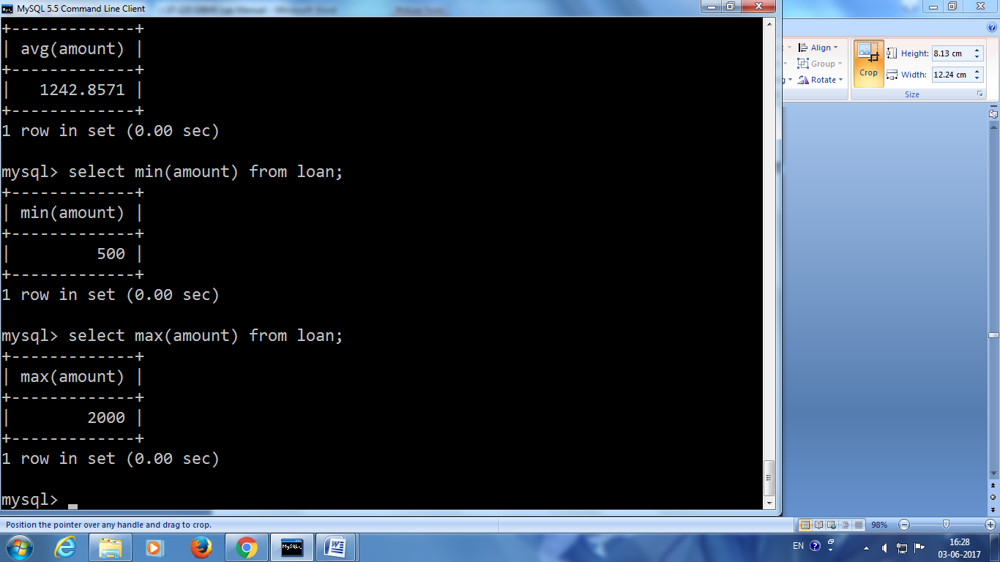 MySQL 5.5 Command Line Client
+-------------+
| avg(amount) |
+-------------+
|   1242.8571 |
+-------------+
1 row in set (0.00 sec)
mysql> select min(amount) from loan;
+-------------+
| min(amount) |
+-------------+
|         500 |
+-------------+
1 row in set (0.00 sec)
mysql> select max(amount) from loan;
+-------------+
| max(amount) |
+-------------+
|        2000 |
+-------------+
1 row in set (0.00 sec)
mysql>
Align
Group
Rotate
Crop
Height: 8.13 cm
Width: 12.24 cm
Size
Position the pointer over any handle and drag to crop.
98%
EN
16:28
03-06-2017